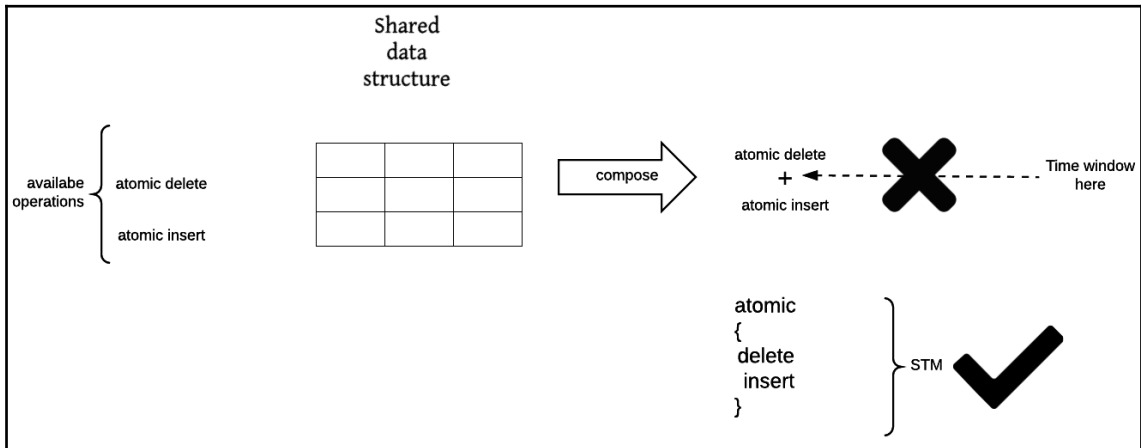 Shared
data
structure
availabe
operations
atomic delete
atomic insert
compose
atomic delete
+
atomic insert
Time window
here
atomic
{
delete
insert
}
STM